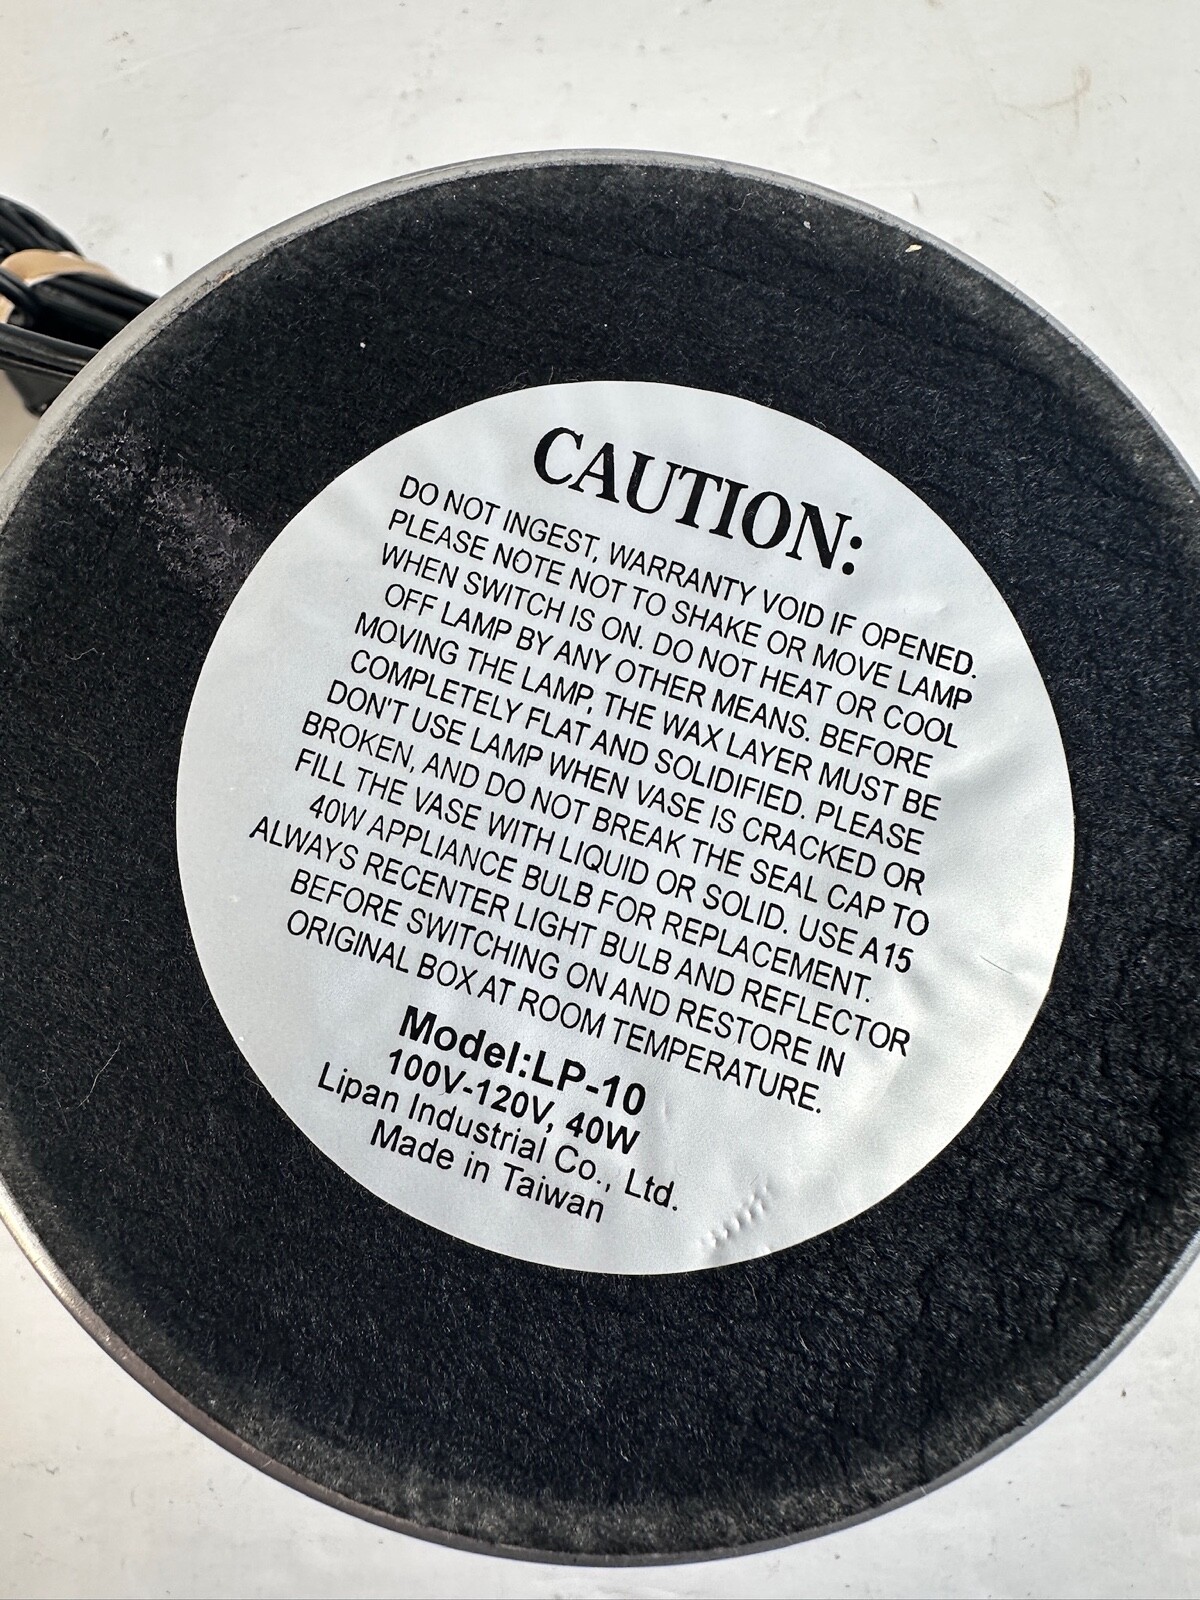 CAUTION:
DO NOT INGEST, WARRANTY VOID IF OPENED.
PLEASE NOTE NOT TO SHAKE OR MOVE LAMP
WHEN SWITCH IS ON. DO NOT HEAT OR COOL
OFF LAMP BY ANY OTHER MEANS. BEFORE
MOVING THE LAMP, THE WAX LAYER MUST BE
COMPLETELY FLAT AND SOLIDIFIED. PLEASE
DON'T USE LAMP WHEN VASE IS CRACKED OR
BROKEN, AND DO NOT BREAK THE SEAL CAP TO
FILL THE VASE WITH LIQUID OR SOLID. USE A15
40W APPLIANCE BULB FOR REPLACEMENT.
ALWAYS RECENTER LIGHT BULB AND REFLECTOR
BEFORE SWITCHING ON AND RESTORE IN
ORIGINAL BOX AT ROOM TEMPERATURE.
Model:LP-10
100V-120V, 40W
Lipan Industrial Co., Ltd.
Made in Taiwan